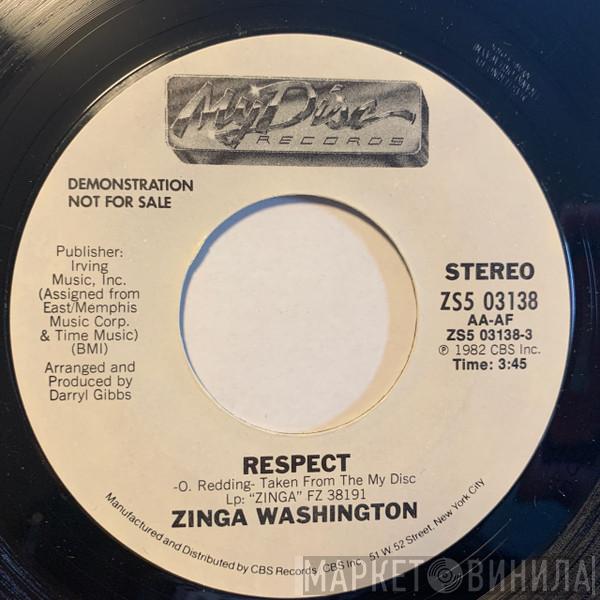 My Disc
RECORDS
DEMONSTRATION
NOT FOR SALE
Publisher:
Irving
Music, Inc.
(Assigned from
East/Memphis
Music Corp.
& Time Music)
(BMI)
Arranged and
Produced by
Darryl Gibbs
STEREO
ZS5 03138
AA-AF
ZS5 03138-3
℗ 1982 CBS Inc.
Time: 3:45
RESPECT
-O. Redding- Taken From The My Disc
Lp: "ZINGA" FZ 38191
ZINGA WASHINGTON
Manufactured and Distributed by CBS Records CBS Inc. 51 W. 52 Street, New York City
МАРКЕТ ВИНИЛА